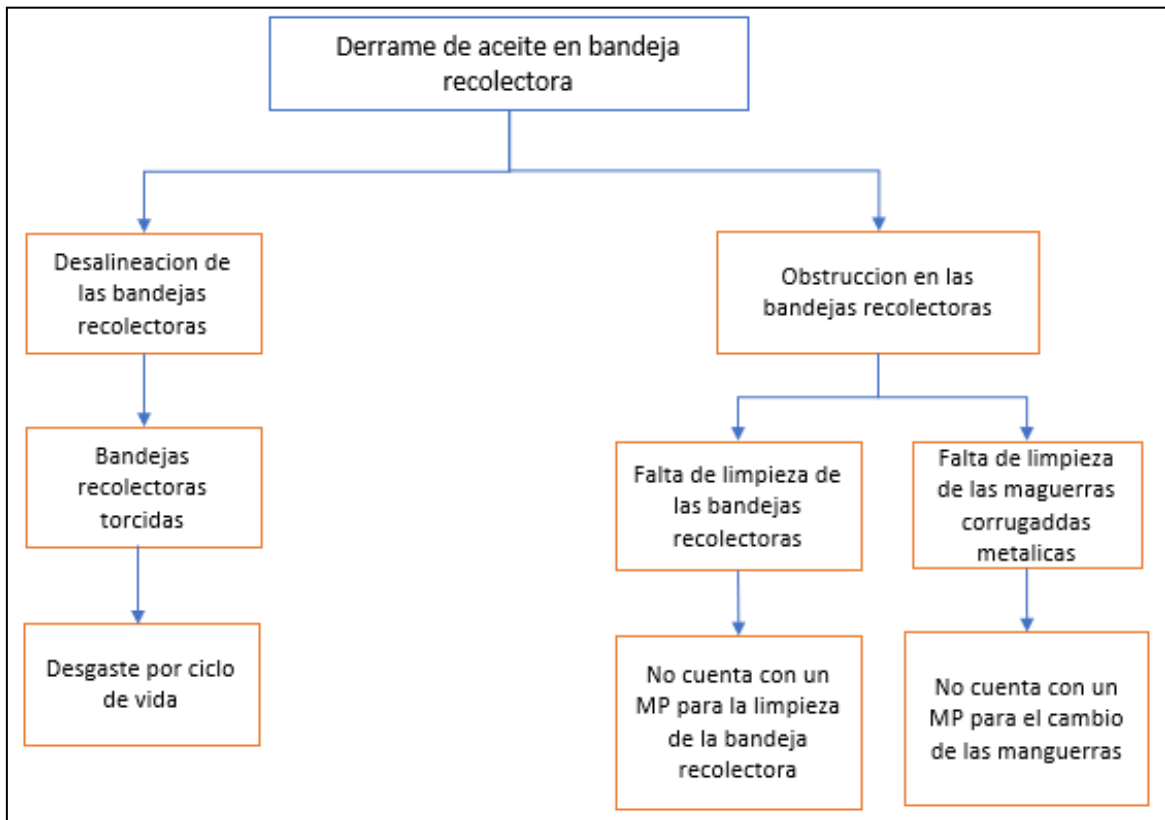 Derrame de aceite en bandeja
recolectora
Desalineacion de
las bandejas
recolectoras
Obstruccion en las
bandejas recolectoras
Bandejas
recolectoras
torcidas
Falta de limpieza de
las bandejas
recolectoras
Falta de limpieza
de las maguerras
corrugaddas
metalicas
Desgaste por ciclo
de vida
No cuenta con un
MP para la limpieza
de la bandeja
recolectora
No cuenta con un
MP para el cambio
de las manguerras